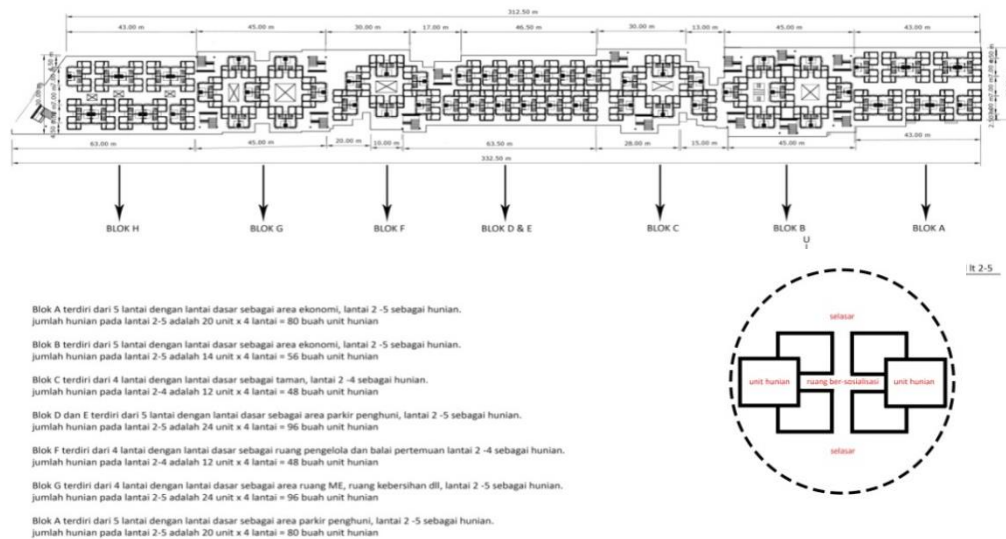 312.50 m
43.00 m 45.00 m 30.00 m 17.00 m 46.50 m 30.00 m 13.00 m 45.00 m 43.00 m
43.00 m
63.00 m 45.00 m 20.00 m 10.00 m 63.50 m 28.00 m 15.00 m 45.00 m
332.50 m
BLOK H BLOK G BLOK F BLOK D & E BLOK C BLOK B BLOK A
U
lt 2-5
Blok A terdiri dari 5 lantai dengan lantai dasar sebagai area ekonomi, lantai 2 -5 sebagai hunian.
jumlah hunian pada lantai 2-5 adalah 20 unit x 4 lantai = 80 buah unit hunian
Blok B terdiri dari 5 lantai dengan lantai dasar sebagai area ekonomi, lantai 2 -5 sebagai hunian.
jumlah hunian pada lantai 2-5 adalah 14 unit x 4 lantai = 56 buah unit hunian
Blok C terdiri dari 4 lantai dengan lantai dasar sebagai taman, lantai 2 -4 sebagai hunian.
jumlah hunian pada lantai 2-4 adalah 12 unit x 4 lantai = 48 buah unit hunian
Blok D dan E terdiri dari 5 lantai dengan lantai dasar sebagai area parkir penghuni, lantai 2 -5 sebagai hunian.
jumlah hunian pada lantai 2-5 adalah 24 unit x 4 lantai = 96 buah unit hunian
Blok F terdiri dari 4 lantai dengan lantai dasar sebagai ruang pengelola dan balai pertemuan lantai 2 -4 sebagai hunian.
jumlah hunian pada lantai 2-4 adalah 12 unit x 4 lantai = 48 buah unit hunian
Blok G terdiri dari 4 lantai dengan lantai dasar sebagai area ruang ME, ruang kebersihan dll, lantai 2 -5 sebagai hunian.
jumlah hunian pada lantai 2-5 adalah 24 unit x 4 lantai = 96 buah unit hunian
Blok A terdiri dari 5 lantai dengan lantai dasar sebagai area parkir penghuni, lantai 2 -5 sebagai hunian.
jumlah hunian pada lantai 2-5 adalah 20 unit x 4 lantai = 80 buah unit hunian
selasar
unit hunian ruang ber-sosialisasi unit hunian
selasar